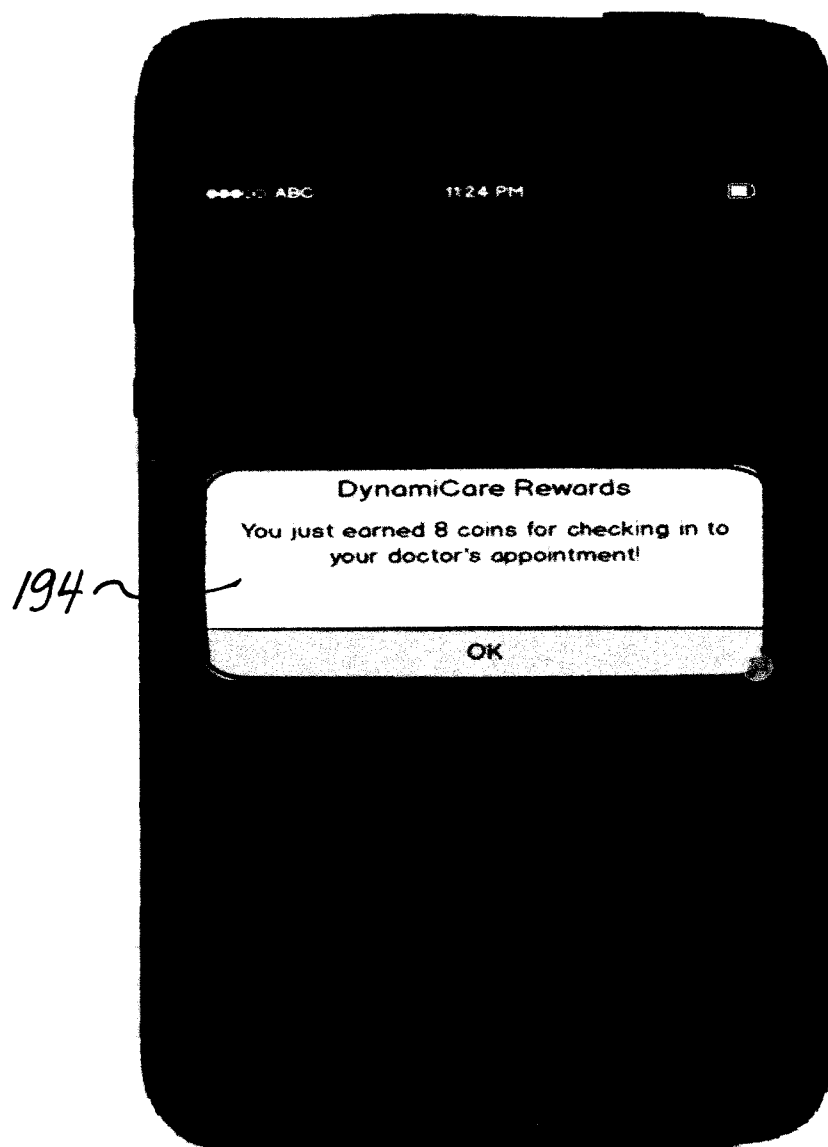 ●●●○○ ABC 11:24 PM
DynamiCare Rewards
You just earned 8 coins for checking in to
your doctor's appointment!
194
OK